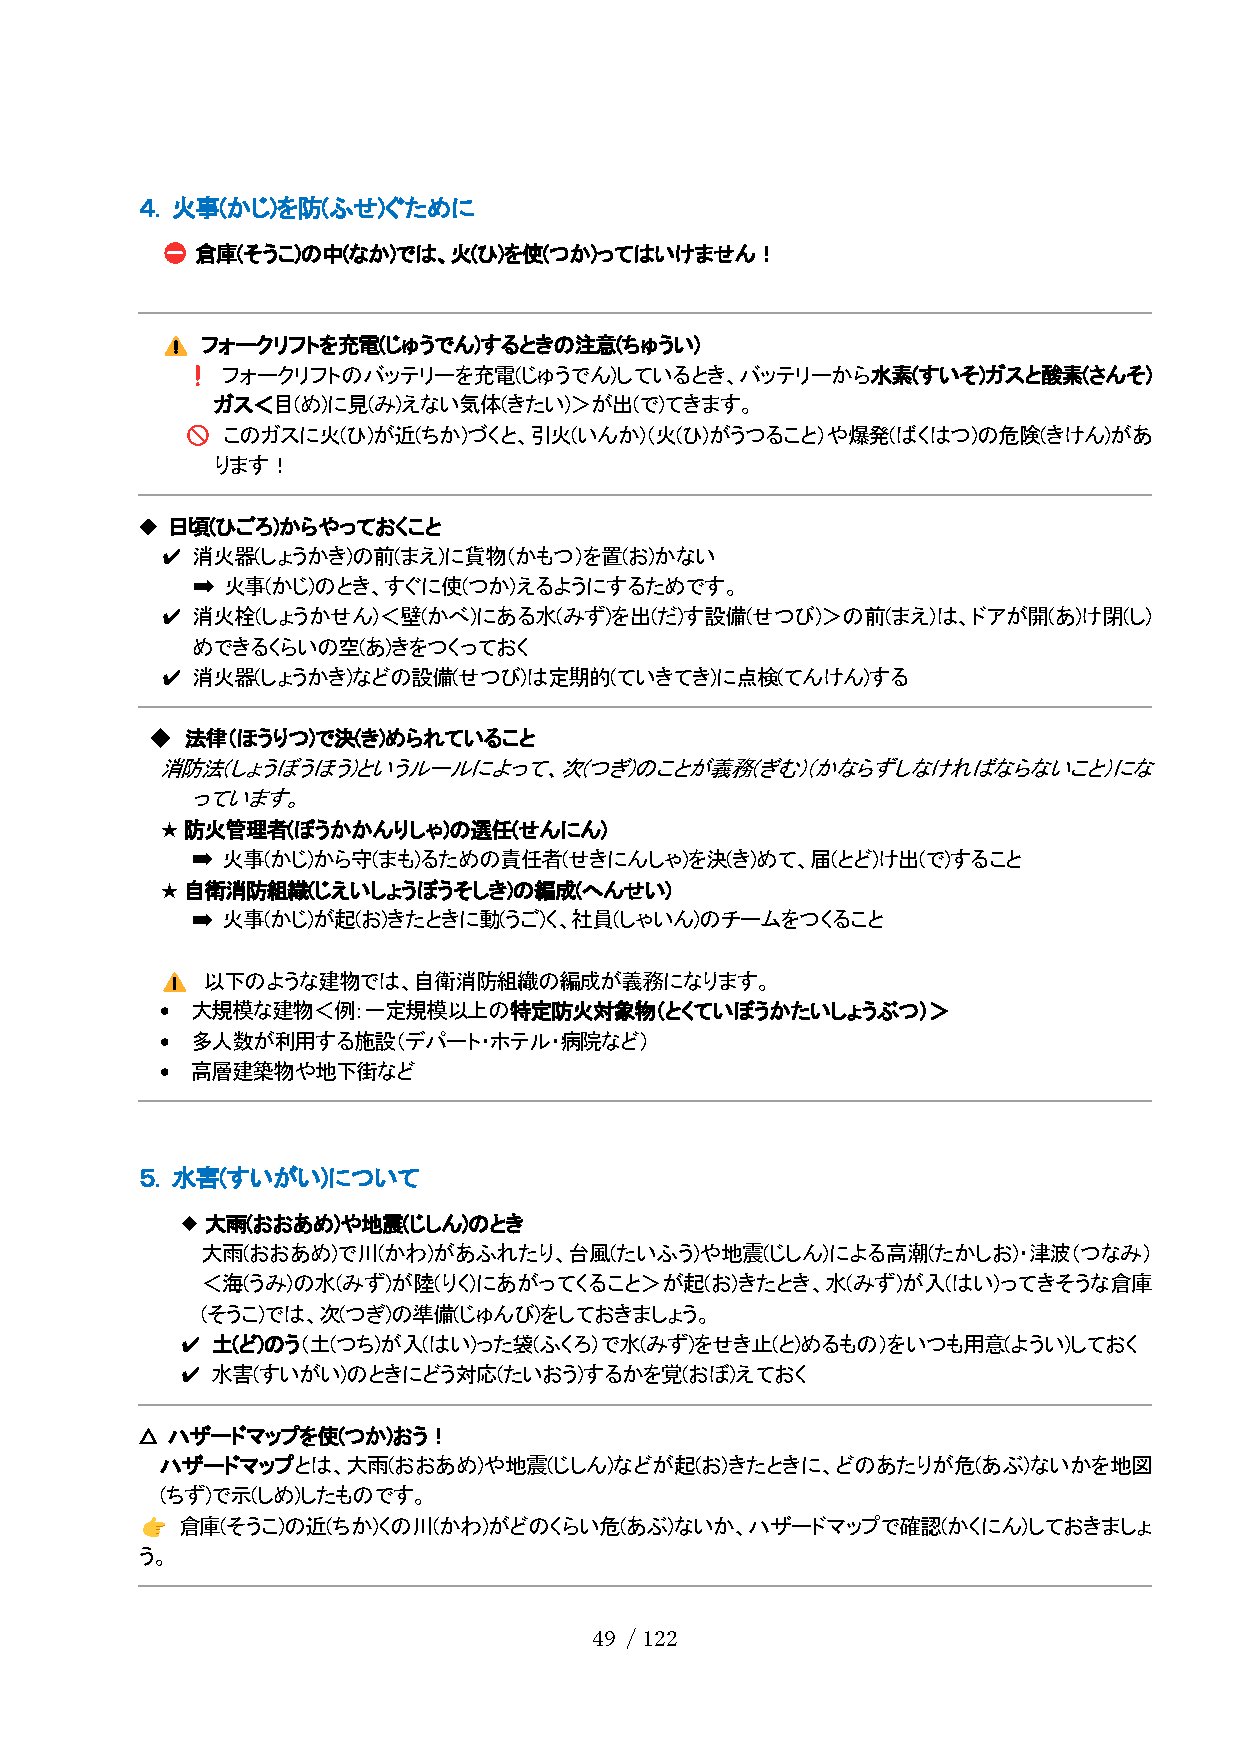 ４． 火事(かじ)を防(ふせ)ぐために
⛔ 倉庫(そうこ)の中(なか)では、火(ひ)を使(つか)ってはいけません！
⚠ フォークリフトを充電(じゅうでん)するときの注意(ちゅうい)
❗ フォークリフトのバッテリーを充電(じゅうでん)しているとき、バッテリーから水素(すいそ)ガスと酸素(さんそ)
ガス＜目(め)に見(み)えない気体(きたい)＞が出(で)てきます。
🚫 このガスに火(ひ)が近(ちか)づくと、引火(いんか)（火(ひ)がうつること）や爆発(ばくはつ)の危険(きけん)があ
ります！
◆ 日頃(ひごろ)からやっておくこと
✔ 消火器(しょうかき)の前(まえ)に貨物（かもつ）を置(お)かない
➡ 火事(かじ)のとき、すぐに使(つか)えるようにするためです。
✔ 消火栓(しょうかせん)＜壁(かべ)にある水(みず)を出(だ)す設備(せつび)＞の前(まえ)は、ドアが開(あ)け閉(し)
めできるくらいの空(あ)きをつくっておく
✔ 消火器(しょうかき)などの設備(せつび)は定期的(ていきてき)に点検(てんけん)する
◆ 法律（ほうりつ)で決(き)められていること
消防法(しょうぼうほう)というルールによって、次(つぎ)のことが義務(ぎむ)（かならずしなければならないこと）にな
っています。
★ 防火管理者(ぼうかかんりしゃ)の選任(せんにん)
➡ 火事(かじ)から守(まも)るための責任者(せきにんしゃ)を決(き)めて、届(とど)け出(で)すること
★ 自衛消防組織(じえいしょうぼうそしき)の編成(へんせい)
➡ 火事(かじ)が起(お)きたときに動(うご)く、社員(しゃいん)のチームをつくること
⚠ 以下のような建物では、自衛消防組織の編成が義務になります。
• 大規模な建物＜例：一定規模以上の特定防火対象物（とくていぼうかたいしょうぶつ）＞
• 多人数が利用する施設（デパート・ホテル・病院など）
• 高層建築物や地下街など
５． 水害(すいがい)について
◆ 大雨(おおあめ)や地震(じしん)のとき
大雨(おおあめ)で川(かわ)があふれたり、台風(たいふう)や地震(じしん)による高潮(たかしお)・津波（つなみ）
＜海(うみ)の水(みず)が陸(りく)にあがってくること＞が起(お)きたとき、水(みず)が入(はい)ってきそうな倉庫
(そうこ)では、次(つぎ)の準備(じゅんび)をしておきましょう。
✔ 土(ど)のう（土(つち)が入(はい)った袋(ふくろ）で水(みず)をせき止(と)めるもの）をいつも用意(ようい)しておく
✔ 水害(すいがい)のときにどう対応(たいおう)するかを覚(おぼ)えておく
△ ハザードマップを使(つか)おう！
ハザードマップとは、大雨(おおあめ)や地震(じしん)などが起(お)きたときに、どのあたりが危(あぶ)ないかを地図
(ちず)で示(しめ)したものです。
👉 倉庫(そうこ)の近(ちか)くの川(かわ)がどのくらい危(あぶ)ないか、ハザードマップで確認(かくにん)しておきましょ
う。
49 / 122